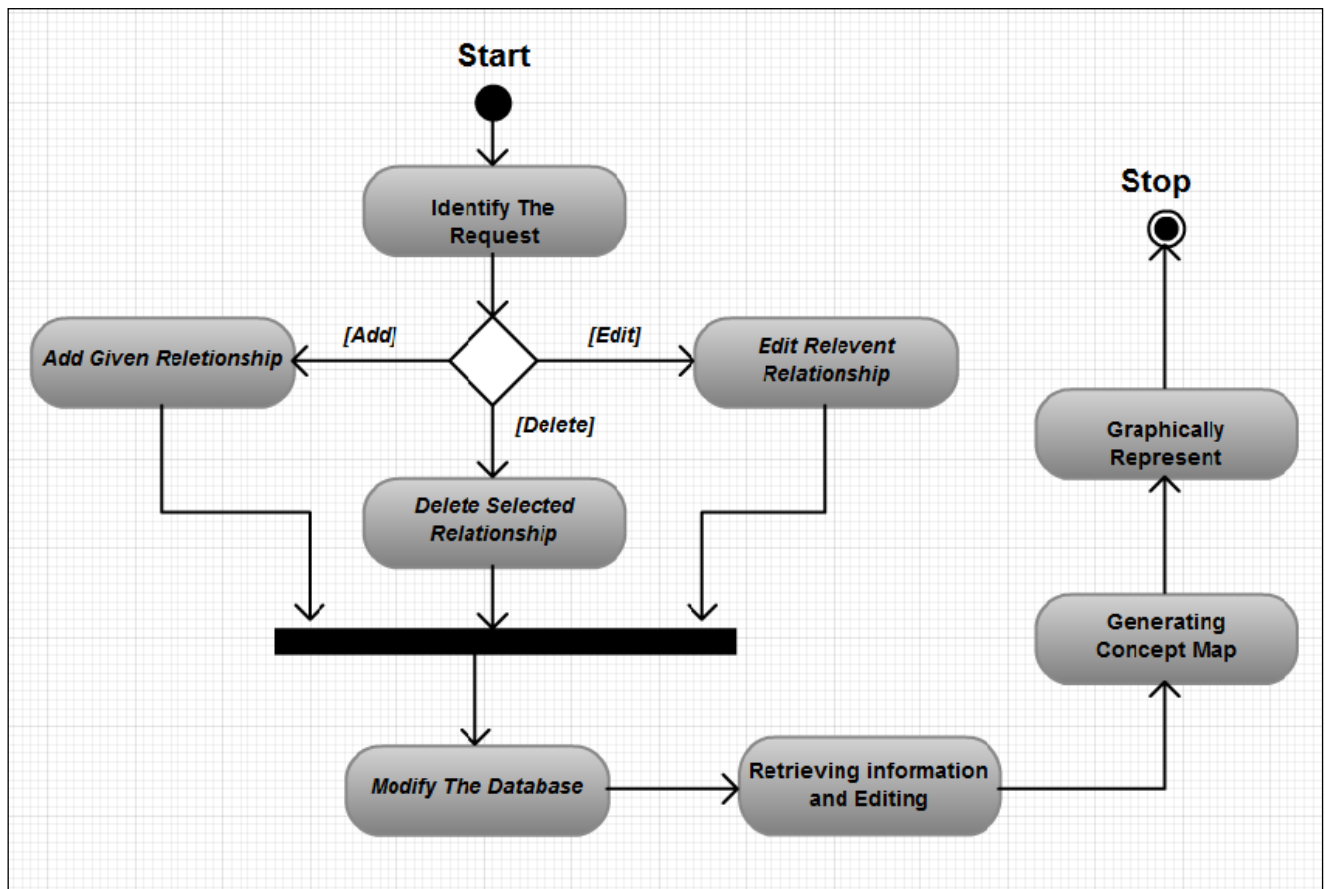 Start
Identify The
Request
[Add]
[Edit]
Add Given Reletionship
Edit Relevent
Relationship
[Delete]
Delete Selected
Relationship
Modify The Database
Retrieving information
and Editing
Generating
Concept Map
Graphically
Represent
Stop